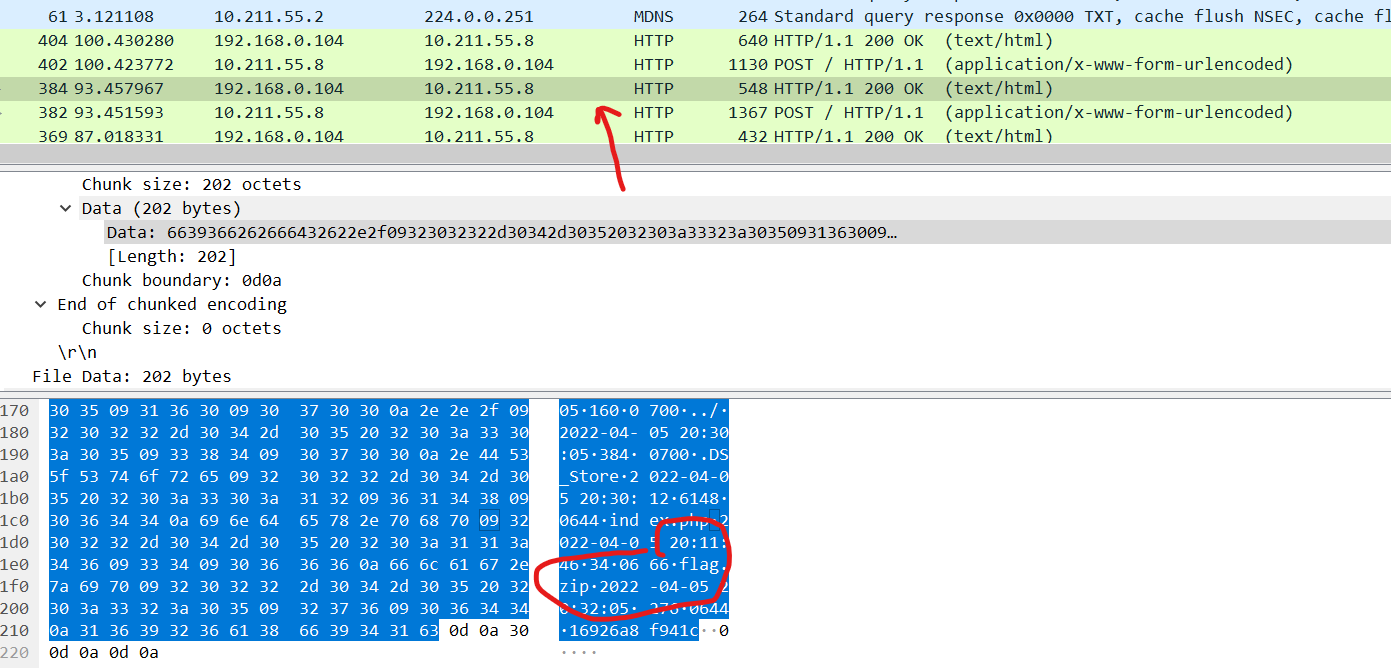 61 3.121108 10.211.55.2 224.0.0.251 MDNS 264 Standard query response 0x0000 TXT, cache flush NSEC, cache fl
404 100.430280 192.168.0.104 10.211.55.8 HTTP 640 HTTP/1.1 200 OK (text/html)
402 100.423772 10.211.55.8 192.168.0.104 HTTP 1130 POST / HTTP/1.1 (application/x-www-form-urlencoded)
384 93.457967 192.168.0.104 10.211.55.8 HTTP 548 HTTP/1.1 200 OK (text/html)
382 93.451593 10.211.55.8 192.168.0.104 HTTP 1367 POST / HTTP/1.1 (application/x-www-form-urlencoded)
369 87.018331 192.168.0.104 10.211.55.8 HTTP 432 HTTP/1.1 200 OK (text/html)
Chunk size: 202 octets
Data (202 bytes)
Data: 6639366262666432622e2f09323032322d30342d30352032303a33323a30350931363009…
[Length: 202]
Chunk boundary: 0d0a
End of chunked encoding
Chunk size: 0 octets
\r\n
File Data: 202 bytes
170 30 35 09 31 36 30 09 30 37 30 30 0a 2e 2e 2f 09 05·160·0 700·../·
180 32 30 32 32 2d 30 34 2d 30 35 20 32 30 3a 33 30 2022-04- 05 20:30
190 3a 30 35 09 33 38 34 09 30 37 30 30 0a 2e 44 53 :05·384· 0700·.DS
1a0 5f 53 74 6f 72 65 09 32 30 32 32 2d 30 34 2d 30 _Store·2 022-04-0
1b0 35 20 32 30 3a 33 30 3a 31 32 09 36 31 34 38 09 5 20:30: 12·6148·
1c0 30 36 34 34 0a 69 6e 64 65 78 2e 70 68 70 09 32 0644·ind ex.php·2
1d0 30 32 32 2d 30 34 2d 30 35 20 32 30 3a 31 31 3a 022-04-0 5 20:11:
1e0 34 36 09 33 34 09 30 36 36 36 0a 66 6c 61 67 2e 46·34·06 66·flag.
1f0 7a 69 70 09 32 30 32 32 2d 30 34 2d 30 35 20 32 zip·2022 -04-05 2
200 30 3a 33 32 3a 30 35 09 32 37 36 09 30 36 34 34 0:32:05· 276·0644
210 0a 31 36 39 32 36 61 38 66 39 34 31 63 0d 0a 30 ·16926a8 f941c··0
220 0d 0a 0d 0a ····